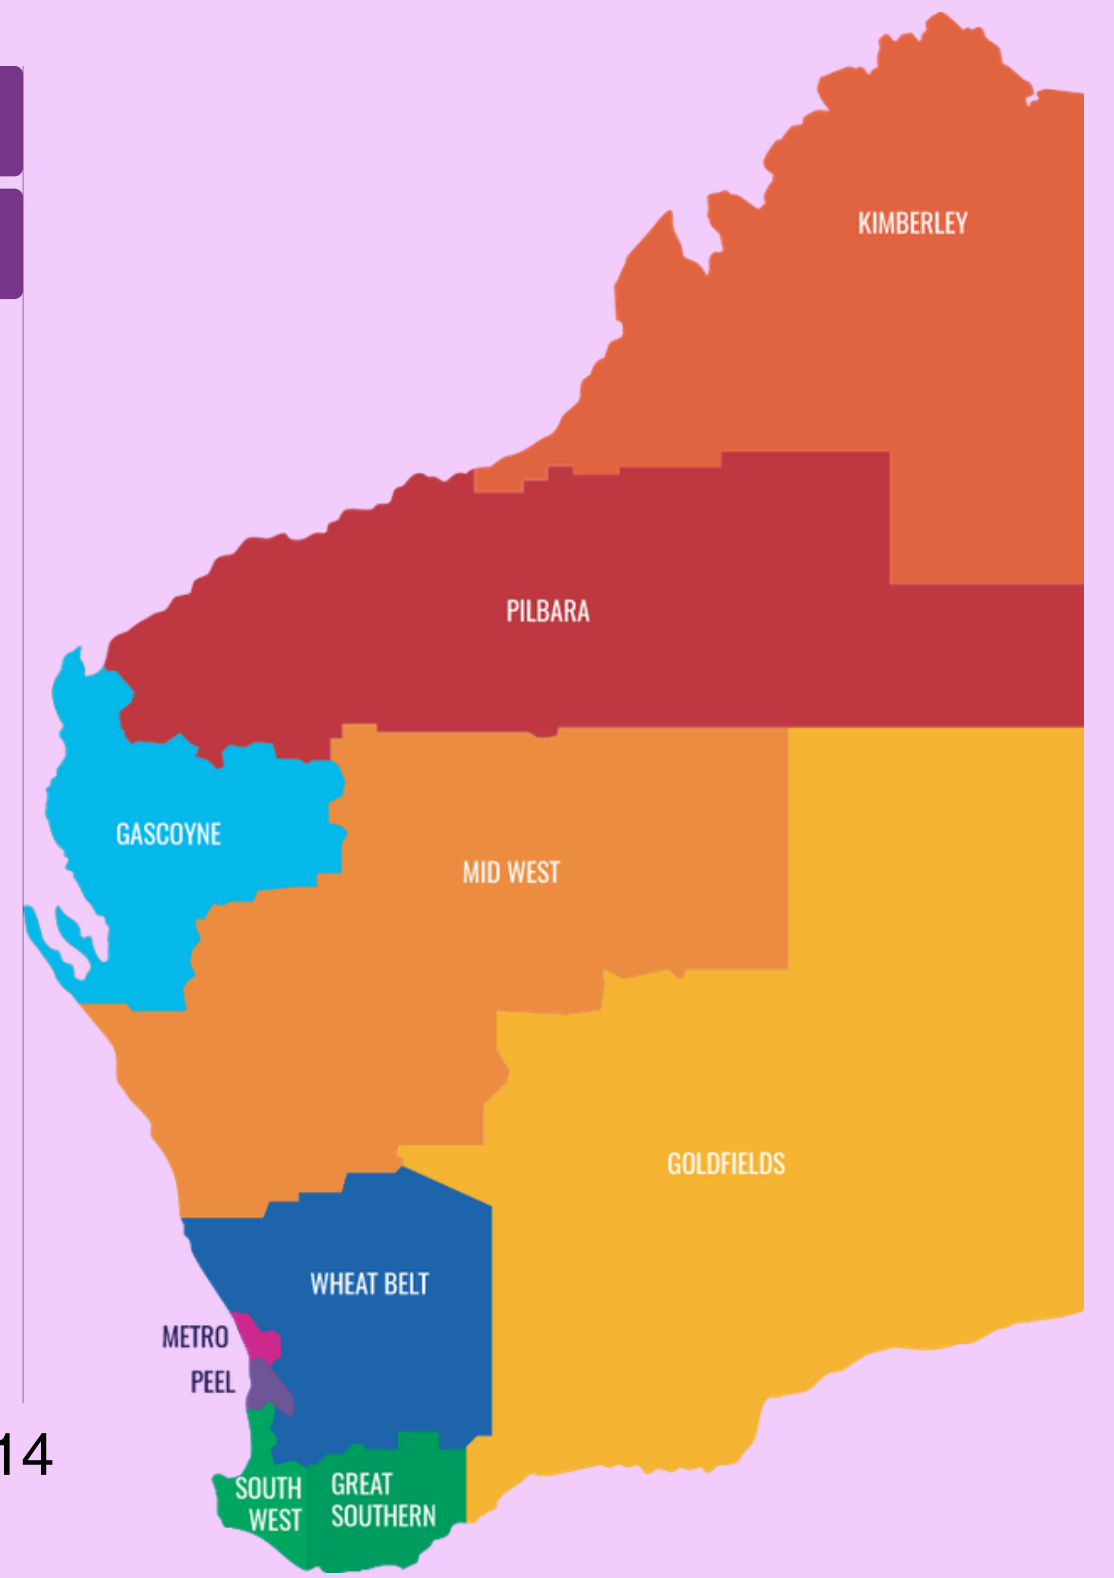 KIMBERLEY
PILBARA
GASCOYNE
MID WEST
GOLDFIELDS
WHEAT BELT
METRO
PEEL
14
SOUTH
WEST
GREAT
SOUTHERN